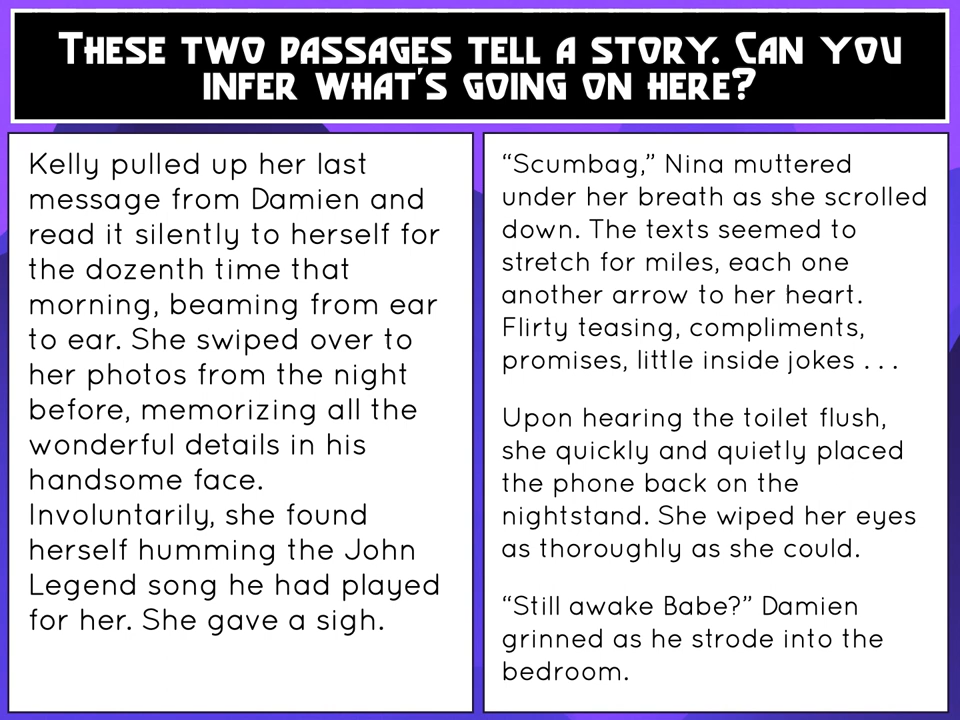 These two passages tell a story. Can you
infer what's going on here?
Kelly pulled up her last
message from Damien and
read it silently to herself for
the dozenth time that
morning, beaming from ear
to ear. She swiped over to
her photos from the night
before, memorizing all the
wonderful details in his
handsome face.
Involuntarily, she found
herself humming the John
Legend song he had played
for her. She gave a sigh.
“Scumbag,” Nina muttered
under her breath as she scrolled
down. The texts seemed to
stretch for miles, each one
another arrow to her heart.
Flirty teasing, compliments,
promises, little inside jokes . . .
Upon hearing the toilet flush,
she quickly and quietly placed
the phone back on the
nightstand. She wiped her eyes
as thoroughly as she could.
“Still awake Babe?” Damien
grinned as he strode into the
bedroom.